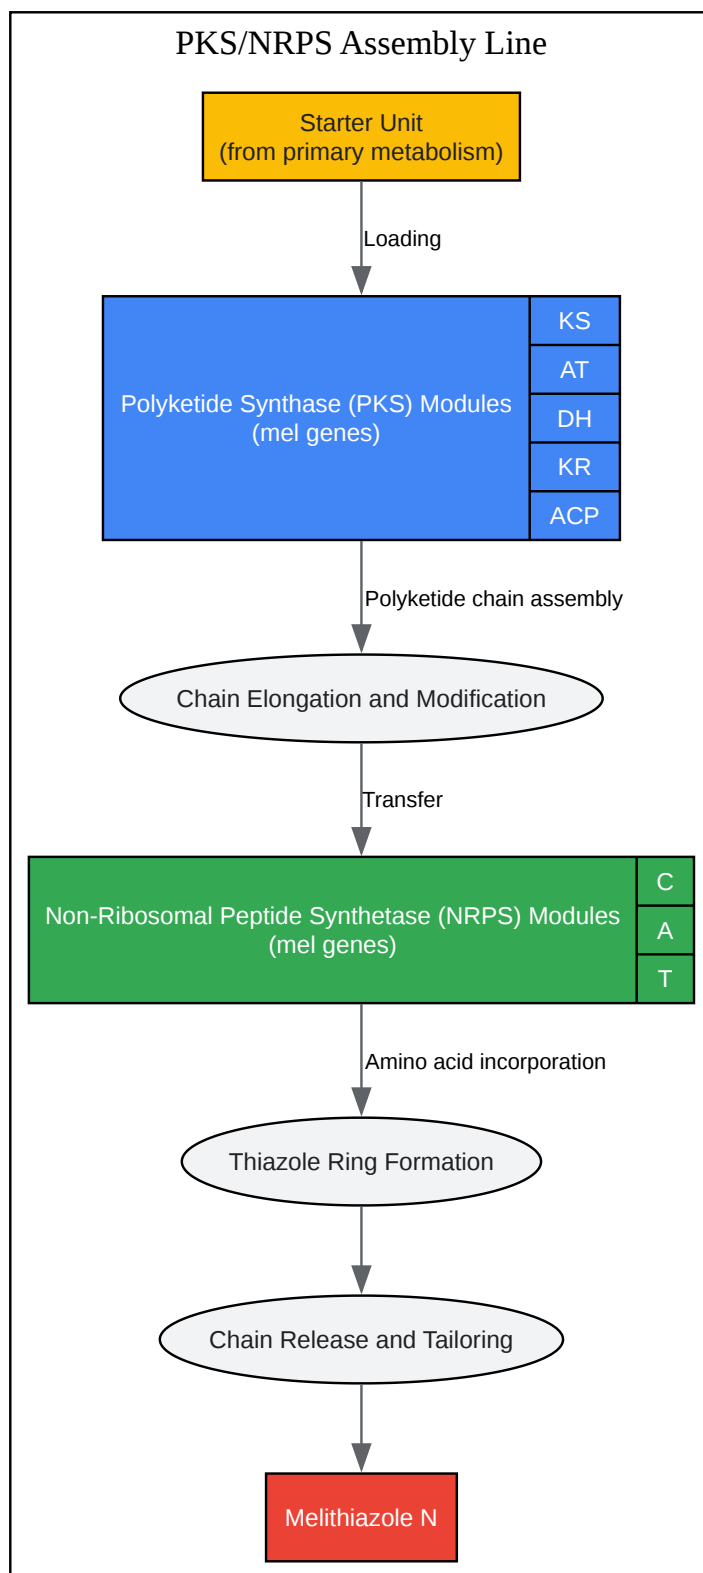 PKS/NRPS Assembly Line
Starter Unit
(from primary metabolism)
Loading
Polyketide Synthase (PKS) Modules
(mel genes)
KS
AT
DH
KR
ACP
Polyketide chain assembly
Chain Elongation and Modification
Transfer
Non-Ribosomal Peptide Synthetase (NRPS) Modules
(mel genes)
C
A
T
Amino acid incorporation
Thiazole Ring Formation
Chain Release and Tailoring
Melithiazole N